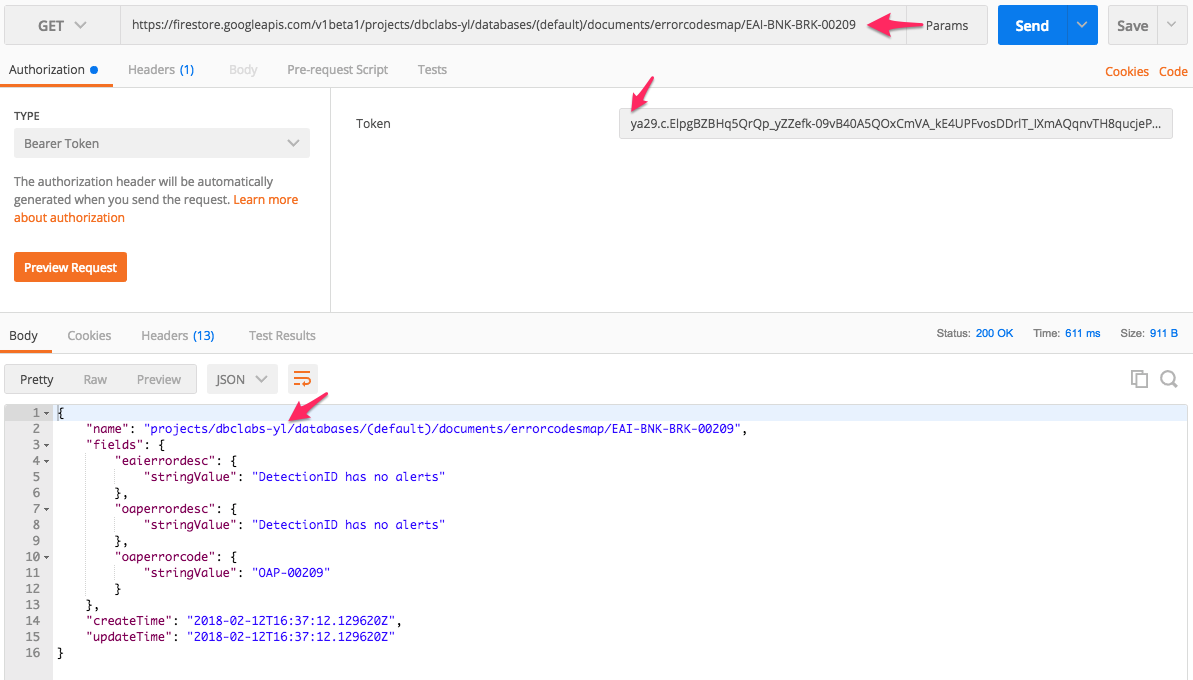 GET https://firestore.googleapis.com/v1beta1/projects/dbclabs-yl/databases/(default)/documents/errorcodesmap/EAI-BNK-BRK-00209 Params Send Save
Authorization Headers (1) Body Pre-request Script Tests Cookies Code
TYPE
Bearer Token
The authorization header will be automatically
generated when you send the request. Learn more
about authorization
Preview Request
Token ya29.c.ElpgBZBHq5QrQp_yZZefk-09vB40A5QOxCmVA_kE4UPFvosDDrlT_IXmAQqnvTH8qucjeP...
Body Cookies Headers (13) Test Results Status: 200 OK Time: 611 ms Size: 911 B
Pretty Raw Preview JSON
1 {
2 "name": "projects/dbclabs-yl/databases/(default)/documents/errorcodesmap/EAI-BNK-BRK-00209",
3 "fields": {
4 "eaierrordesc": {
5 "stringValue": "DetectionID has no alerts"
6 },
7 "oaperrordesc": {
8 "stringValue": "DetectionID has no alerts"
9 },
10 "oaperrorcode": {
11 "stringValue": "OAP-00209"
12 }
13 },
14 "createTime": "2018-02-12T16:37:12.129620Z",
15 "updateTime": "2018-02-12T16:37:12.129620Z"
16 }